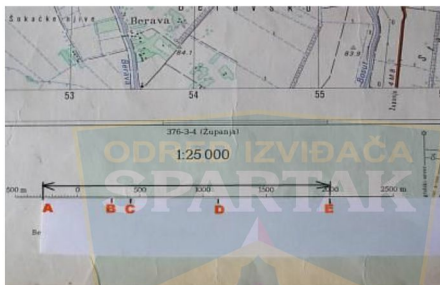 Šakačke njive
Berava
84.1
83.9
Berava
53 54 55
376-3-4 (Županja)
1:25 000
ODRED IZVIĐAČA
SPARTAK
500 m 0 500 1000 1500 2000 2500 m
A B C D E